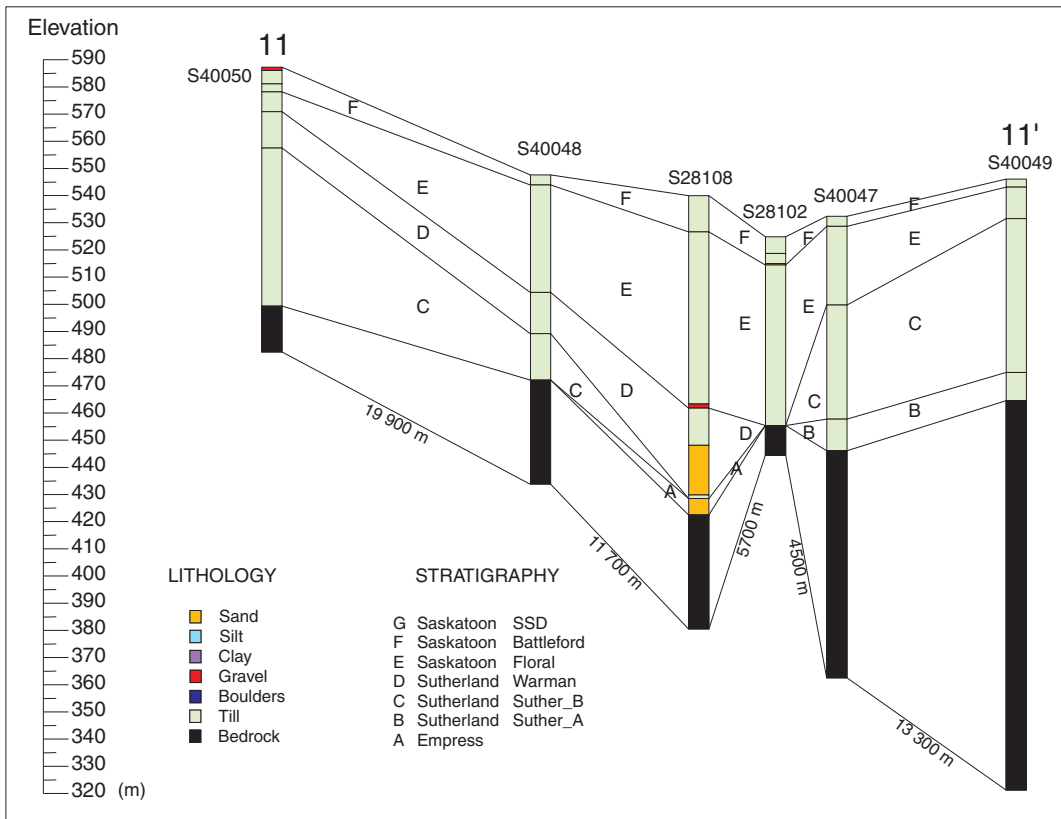 Elevation
590
580
570
560
550
540
530
520
510
500
490
480
470
460
450
440
430
420
410
400
390
380
370
360
350
340
330
320 (m)
11
S40050
S40048
S28108
S28102
S40047
11'
S40049
F
F
F
F
F
E
E
E
E
E
D
D
D
C
C
C
C
B
B
A
A
19 900 m
11 700 m
5700 m
4500 m
13 300 m
LITHOLOGY
Sand
Silt
Clay
Gravel
Boulders
Till
Bedrock
STRATIGRAPHY
G Saskatoon SSD
F Saskatoon Battleford
E Saskatoon Floral
D Sutherland Warman
C Sutherland Suther_B
B Sutherland Suther_A
A Empress